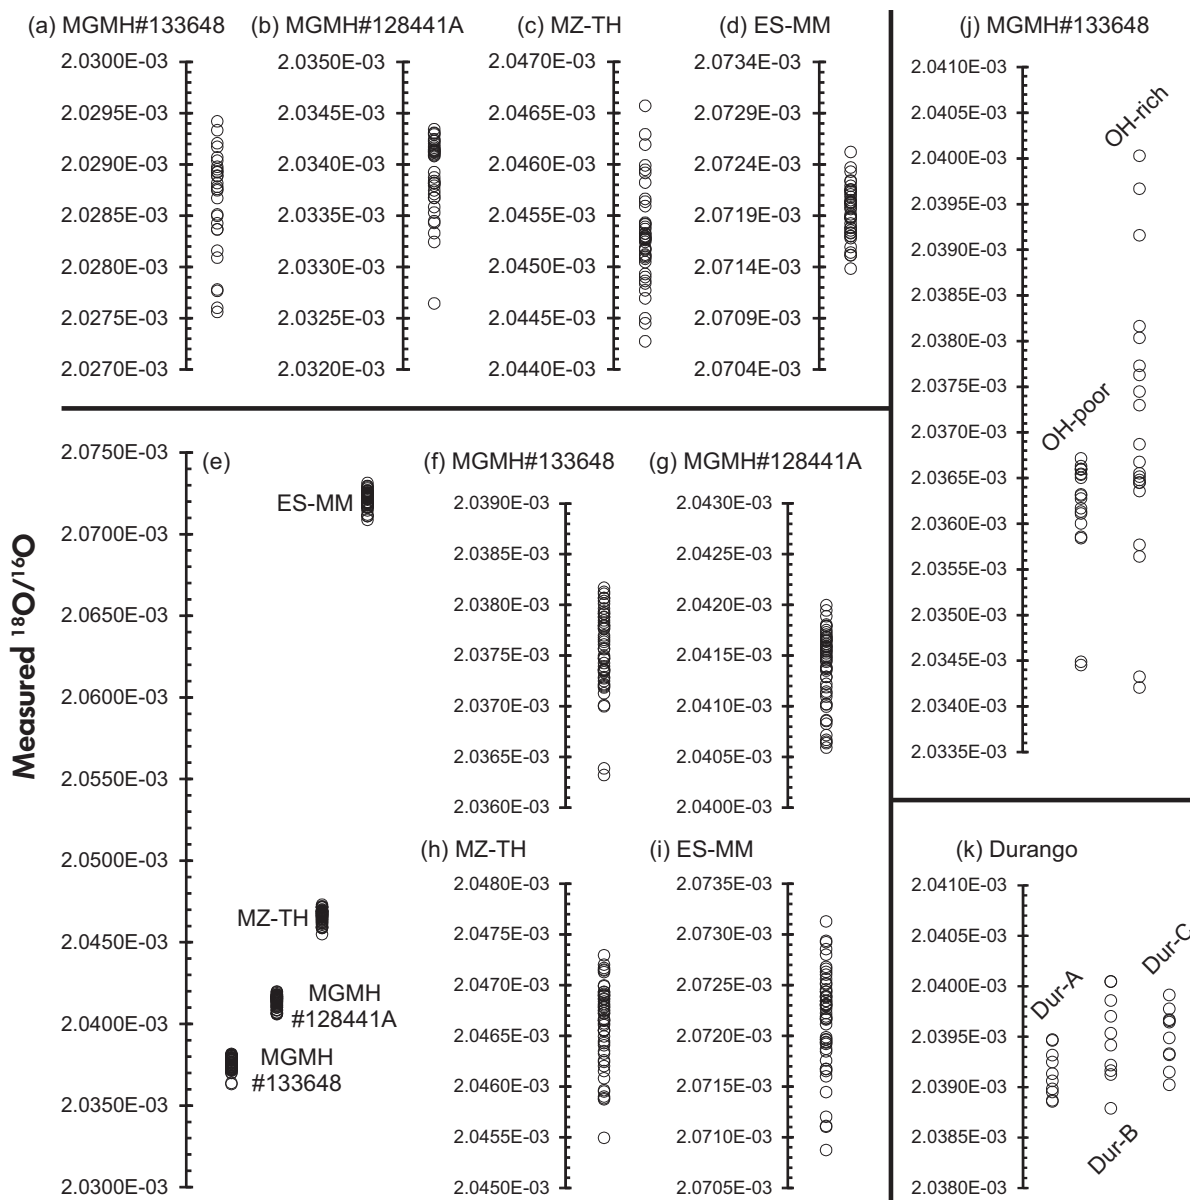 (a) MGMH#133648
2.0300E-03
2.0295E-03
2.0290E-03
2.0285E-03
2.0280E-03
2.0275E-03
2.0270E-03
(b) MGMH#128441A
2.0350E-03
2.0345E-03
2.0340E-03
2.0335E-03
2.0330E-03
2.0325E-03
2.0320E-03
(c) MZ-TH
2.0470E-03
2.0465E-03
2.0460E-03
2.0455E-03
2.0450E-03
2.0445E-03
2.0440E-03
(d) ES-MM
2.0734E-03
2.0729E-03
2.0724E-03
2.0719E-03
2.0714E-03
2.0709E-03
2.0704E-03
Measured ¹⁸O/¹⁶O
(e)
2.0750E-03
2.0700E-03
2.0650E-03
2.0600E-03
2.0550E-03
2.0500E-03
2.0450E-03
2.0400E-03
2.0350E-03
2.0300E-03
ES-MM
MZ-TH
MGMH
#128441A
MGMH
#133648
(f) MGMH#133648
2.0390E-03
2.0385E-03
2.0380E-03
2.0375E-03
2.0370E-03
2.0365E-03
2.0360E-03
(g) MGMH#128441A
2.0430E-03
2.0425E-03
2.0420E-03
2.0415E-03
2.0410E-03
2.0405E-03
2.0400E-03
(h) MZ-TH
2.0480E-03
2.0475E-03
2.0470E-03
2.0465E-03
2.0460E-03
2.0455E-03
2.0450E-03
(i) ES-MM
2.0735E-03
2.0730E-03
2.0725E-03
2.0720E-03
2.0715E-03
2.0710E-03
2.0705E-03
(j) MGMH#133648
2.0410E-03
2.0405E-03
2.0400E-03
2.0395E-03
2.0390E-03
2.0385E-03
2.0380E-03
2.0375E-03
2.0370E-03
2.0365E-03
2.0360E-03
2.0355E-03
2.0350E-03
2.0345E-03
2.0340E-03
2.0335E-03
OH-poor
OH-rich
(k) Durango
2.0410E-03
2.0405E-03
2.0400E-03
2.0395E-03
2.0390E-03
2.0385E-03
2.0380E-03
Dur-A
Dur-B
Dur-C